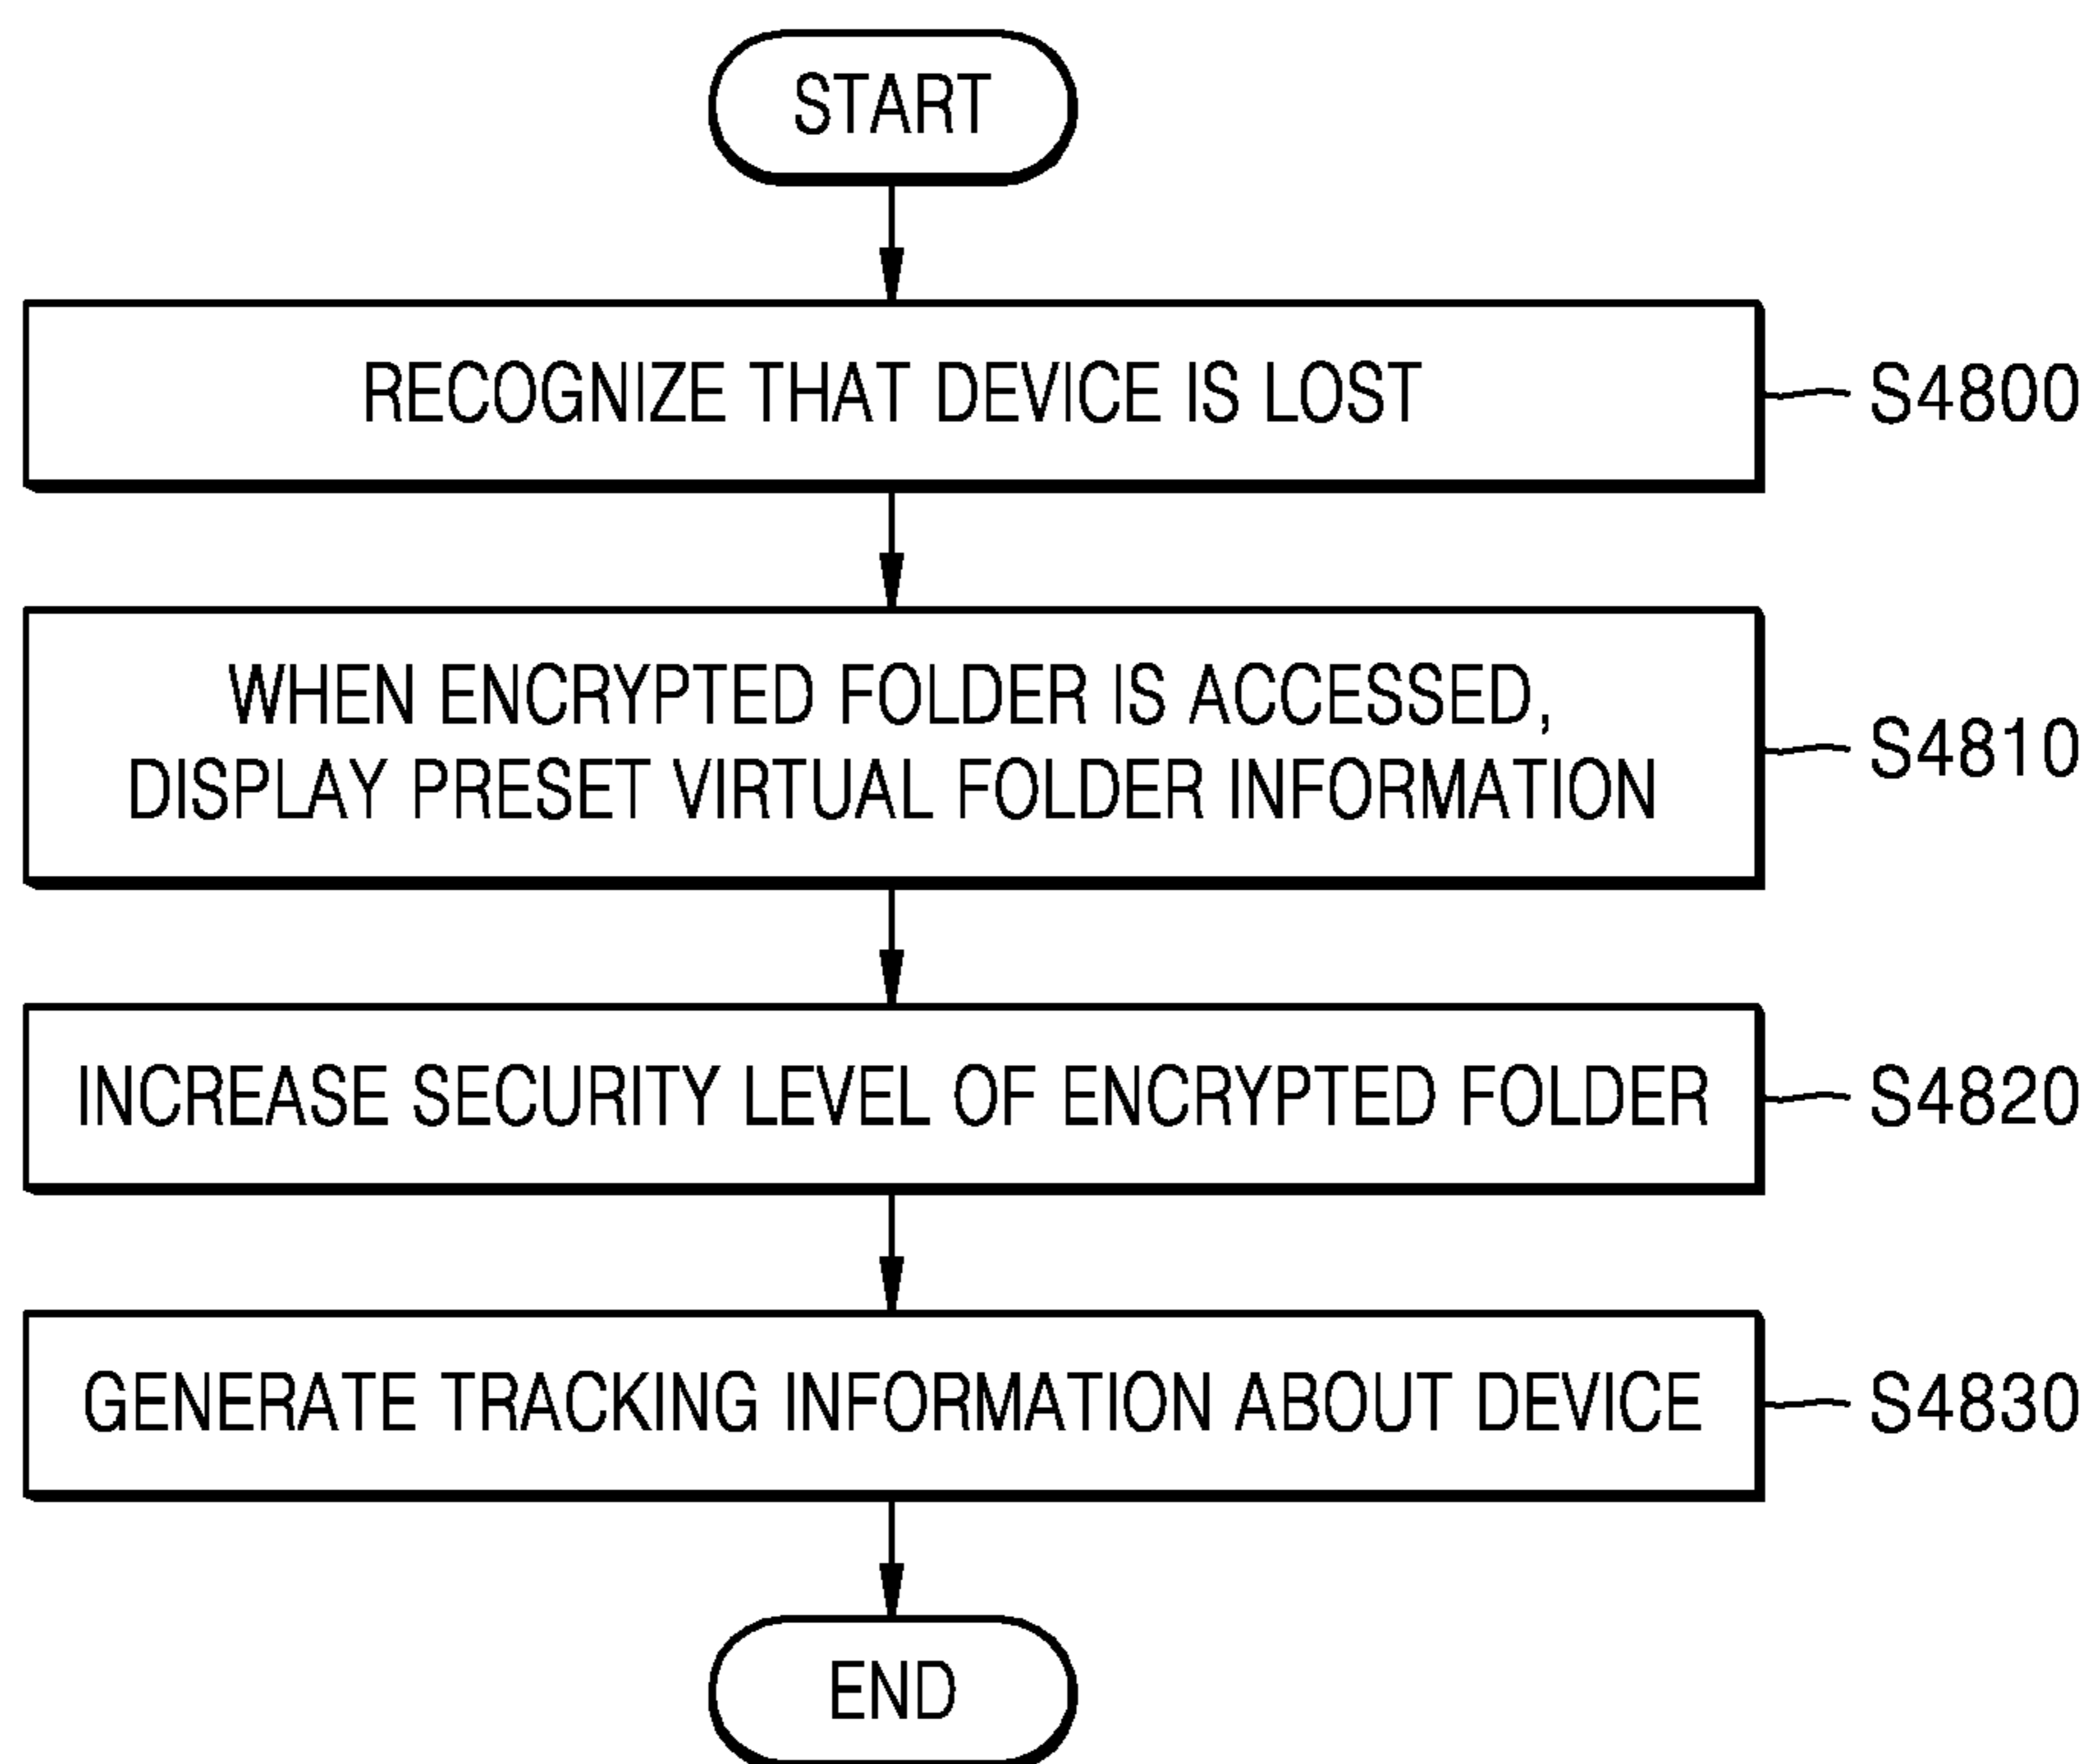 START
RECOGNIZE THAT DEVICE IS LOST
S4800
WHEN ENCRYPTED FOLDER IS ACCESSED,
DISPLAY PRESET VIRTUAL FOLDER INFORMATION
S4810
INCREASE SECURITY LEVEL OF ENCRYPTED FOLDER
S4820
GENERATE TRACKING INFORMATION ABOUT DEVICE
S4830
END